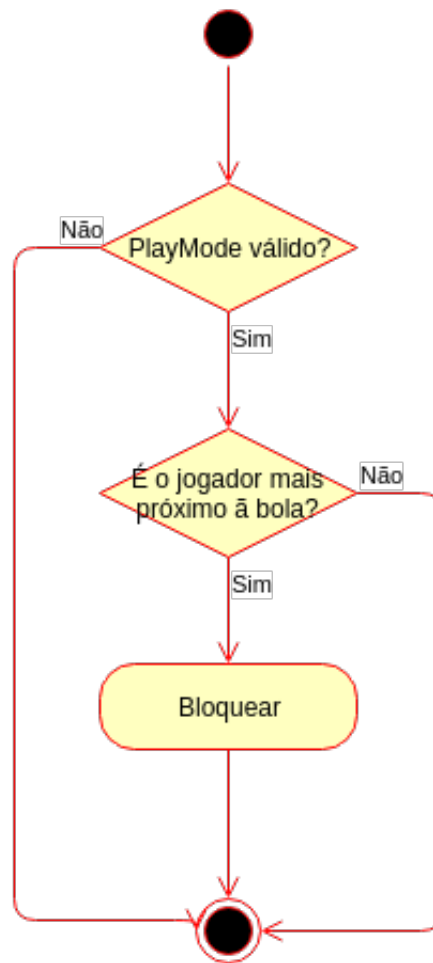 Não
PlayMode válido?
Sim
É o jogador mais
próximo ā bola?
Não
Sim
Bloquear